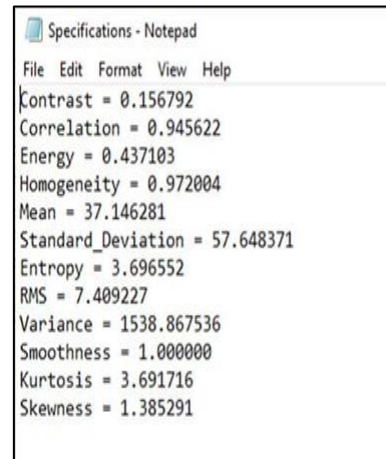 Specifications - Notepad
File Edit Format View Help
Contrast = 0.156792
Correlation = 0.945622
Energy = 0.437103
Homogeneity = 0.972004
Mean = 37.146281
Standard_Deviation = 57.648371
Entropy = 3.696552
RMS = 7.409227
Variance = 1538.867536
Smoothness = 1.000000
Kurtosis = 3.691716
Skewness = 1.385291